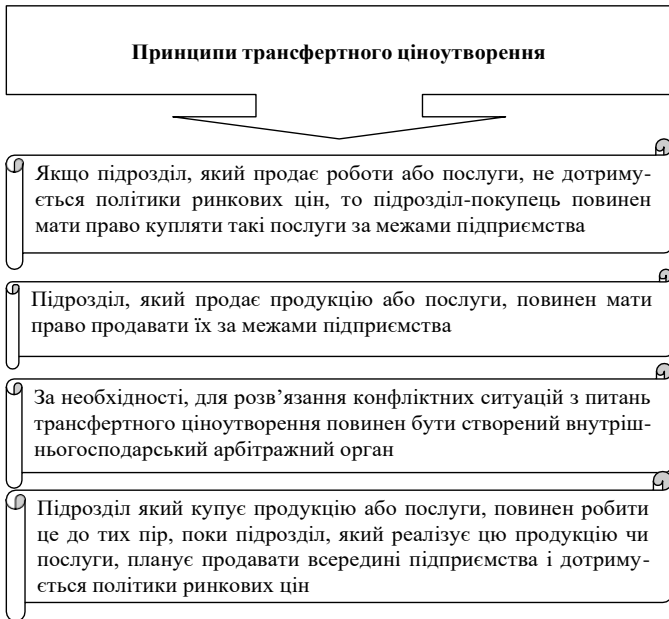 Принципи трансфертного ціноутворення
Якщо підрозділ, який продає роботи або послуги, не дотриму-
ється політики ринкових цін, то підрозділ-покупець повинен
мати право купляти такі послуги за межами підприємства
Підрозділ, який продає продукцію або послуги, повинен мати
право продавати їх за межами підприємства
За необхідності, для розв’язання конфліктних ситуацій з питань
трансфертного ціноутворення повинен бути створений внутріш-
ньогосподарський арбітражний орган
Підрозділ який купує продукцію або послуги, повинен робити
це до тих пір, поки підрозділ, який реалізує цю продукцію чи
послуги, планує продавати всередині підприємства і дотриму-
ється політики ринкових цін